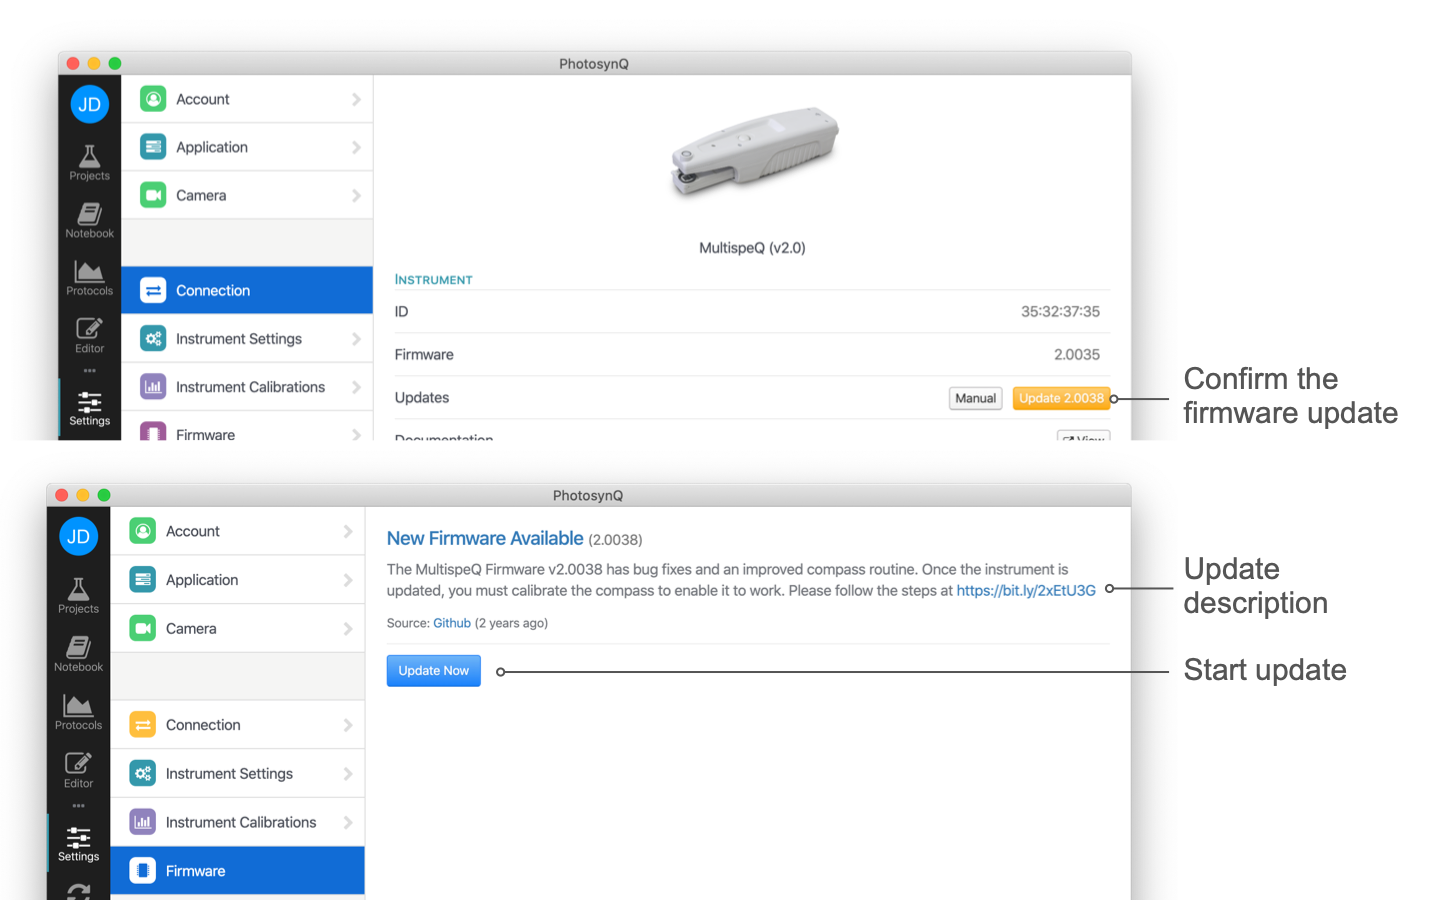 PhotosynQ
JD
Projects
Notebook
Protocols
Editor
Settings
Account
Application
Camera
Connection
Instrument Settings
Instrument Calibrations
Firmware
MultispeQ (v2.0)
INSTRUMENT
ID 35:32:37:35
Firmware 2.0035
Updates Manual Update 2.0038
Documentation View
Confirm the
firmware update
PhotosynQ
JD
Projects
Notebook
Protocols
Editor
Settings
Account
Application
Camera
Connection
Instrument Settings
Instrument Calibrations
Firmware
New Firmware Available (2.0038)
The MultispeQ Firmware v2.0038 has bug fixes and an improved compass routine. Once the instrument is
updated, you must calibrate the compass to enable it to work. Please follow the steps at https://bit.ly/2xEtU3G
Source: Github (2 years ago)
Update Now
Update
description
Start update